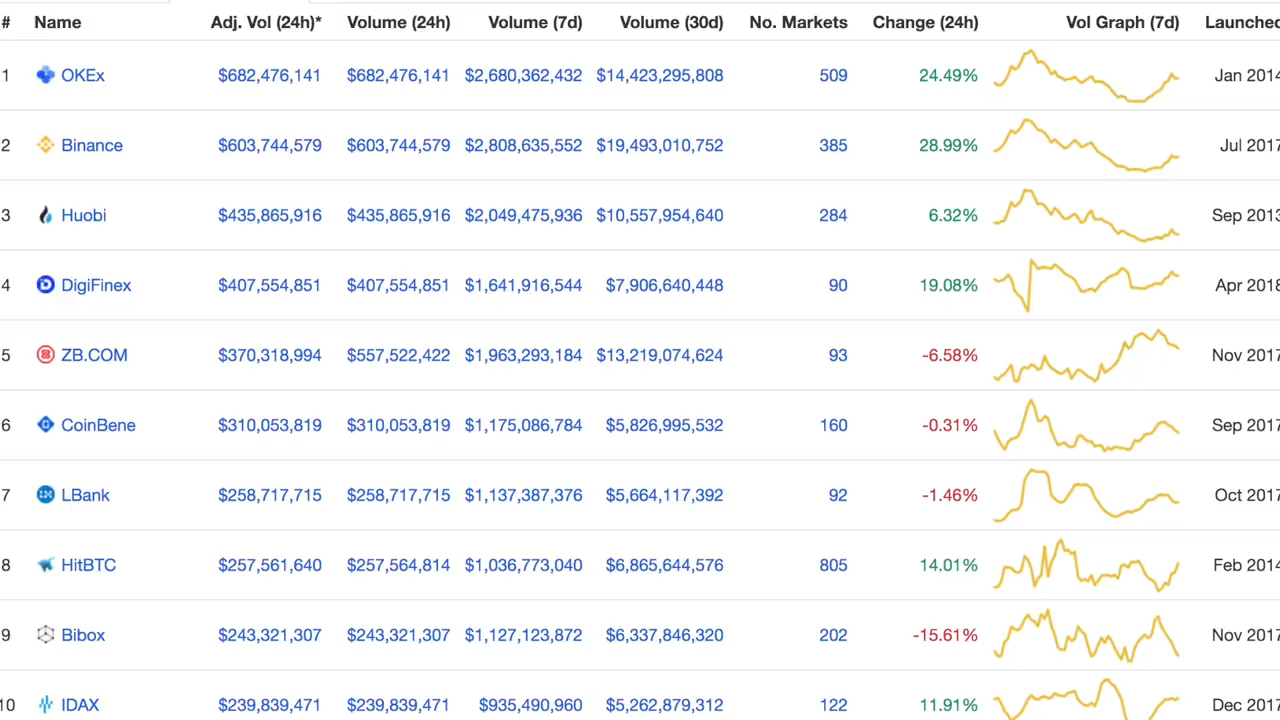 # Name Adj. Vol (24h)* Volume (24h) Volume (7d) Volume (30d) No. Markets Change (24h) Vol Graph (7d) Launched
1 OKEx $682,476,141 $682,476,141 $2,680,362,432 $14,423,295,808 509 24.49% Jan 2014
2 Binance $603,744,579 $603,744,579 $2,808,635,552 $19,493,010,752 385 28.99% Jul 2017
3 Huobi $435,865,916 $435,865,916 $2,049,475,936 $10,557,954,640 284 6.32% Sep 2013
4 DigiFinex $407,554,851 $407,554,851 $1,641,916,544 $7,906,640,448 90 19.08% Apr 2018
5 ZB.COM $370,318,994 $557,522,422 $1,963,293,184 $13,219,074,624 93 -6.58% Nov 2017
6 CoinBene $310,053,819 $310,053,819 $1,175,086,784 $5,826,995,532 160 -0.31% Sep 2017
7 LBank $258,717,715 $258,717,715 $1,137,387,376 $5,664,117,392 92 -1.46% Oct 2017
8 HitBTC $257,561,640 $257,564,814 $1,036,773,040 $6,865,644,576 805 14.01% Feb 2014
9 Bibox $243,321,307 $243,321,307 $1,127,123,872 $6,337,846,320 202 -15.61% Nov 2017
10 IDAX $239,839,471 $239,839,471 $935,490,960 $5,262,879,312 122 11.91% Dec 2017